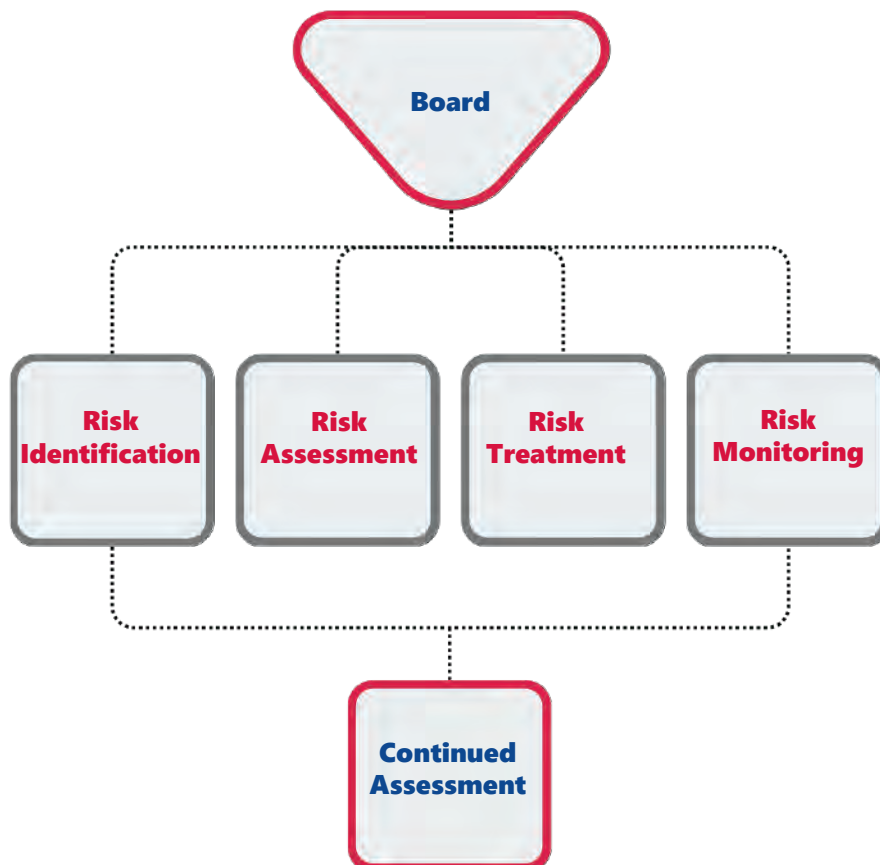 Board
Risk
Identification
Risk
Assessment
Risk
Treatment
Risk
Monitoring
Continued
Assessment